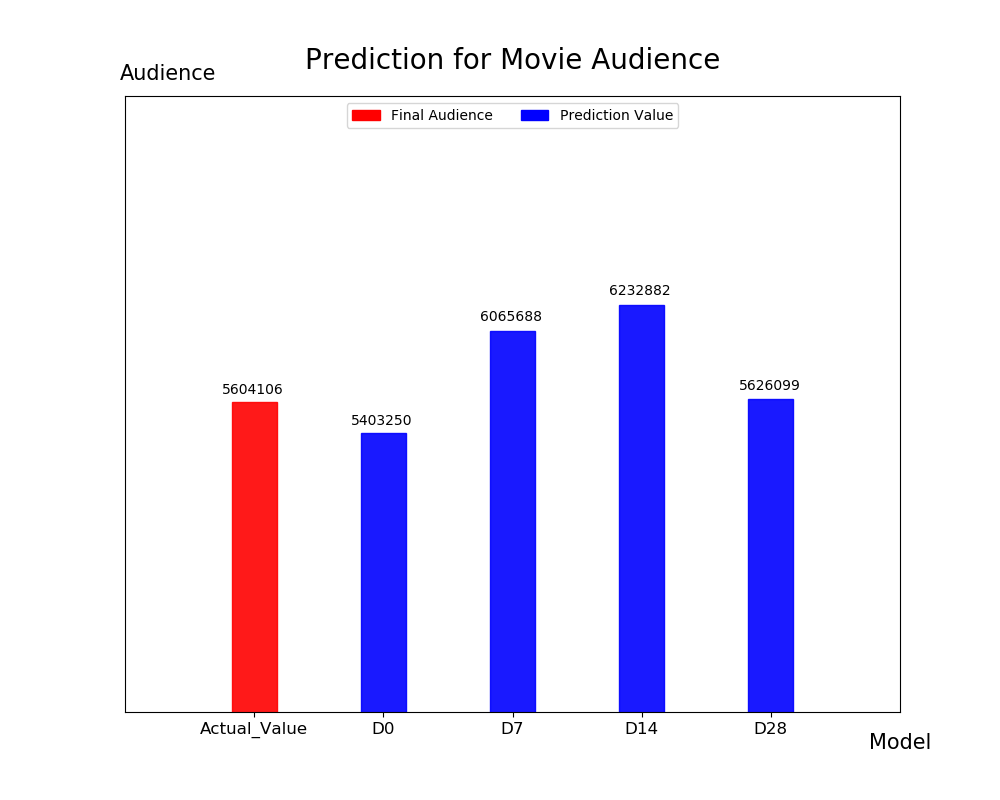 Prediction for Movie Audience
Audience
Final Audience Prediction Value
6232882
6065688
5626099
5604106
5403250
Actual_Value D0 D7 D14 D28
Model